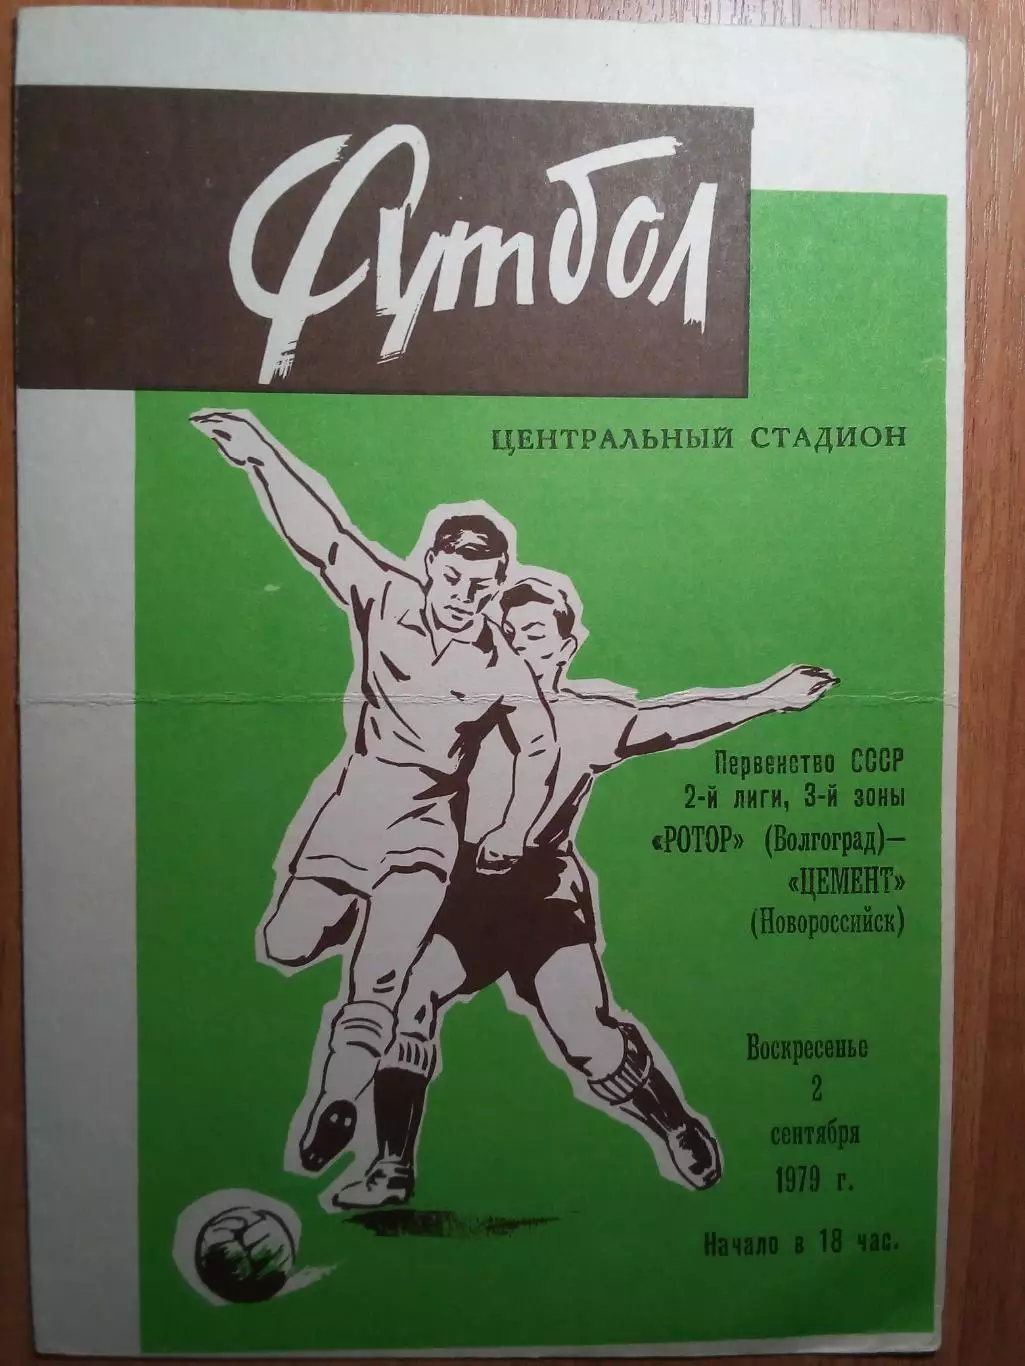 Футбол
ЦЕНТРАЛЬНЫЙ СТАДИОН
Первенство СССР
2-й лиги, 3-й зоны
«РОТОР» (Волгоград)—
«ЦЕМЕНТ»
(Новороссийск)
Воскресенье
2
сентября
1979 г.
Начало в 18 час.